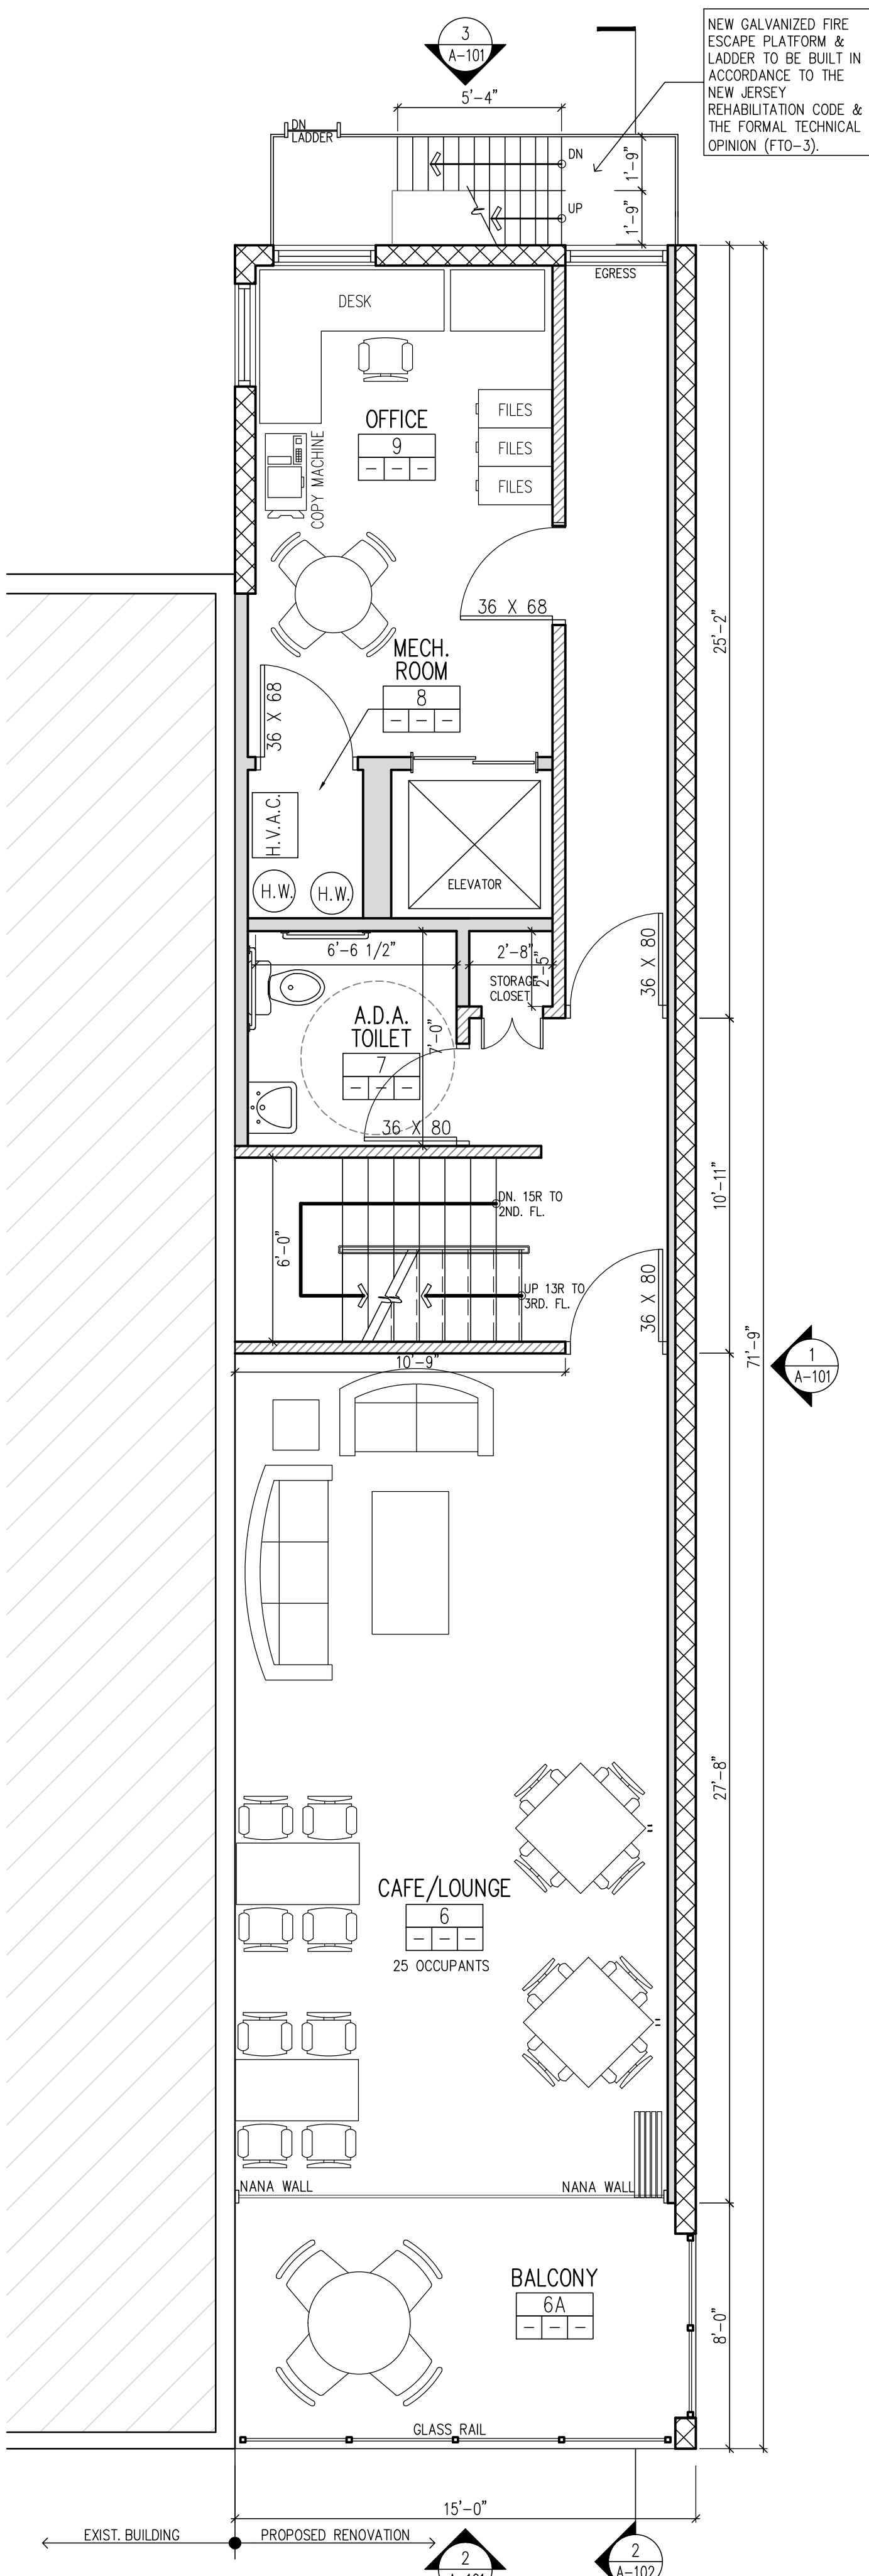 3
A-101
NEW GALVANIZED FIRE
ESCAPE PLATFORM &
LADDER TO BE BUILT IN
ACCORDANCE TO THE
NEW JERSEY
REHABILITATION CODE &
THE FORMAL TECHNICAL
OPINION (FTO-3).
5'-4"
DN
LADDER
DN
1'-9"
UP
1'-9"
EGRESS
DESK
OFFICE
9
- - -
FILES
FILES
FILES
COPY MACHINE
36 X 68
25'-2"
MECH.
ROOM
8
- - -
36 X 68
H.V.A.C.
H.W.
H.W.
ELEVATOR
6'-6 1/2"
2'-8"
2'-5"
STORAGE
CLOSET
36 X 80
A.D.A.
TOILET
7
- - -
7'-0"
36 X 80
DN. 15R TO
2ND. FL.
10'-11"
6'-0"
UP 13R TO
3RD. FL.
36 X 80
10'-9"
71'-9"
1
A-101
27'-8"
CAFE/LOUNGE
6
- - -
25 OCCUPANTS
NANA WALL
NANA WALL
BALCONY
6A
- - -
8'-0"
GLASS RAIL
15'-0"
EXIST. BUILDING
PROPOSED RENOVATION
2
A-101
2
A-102